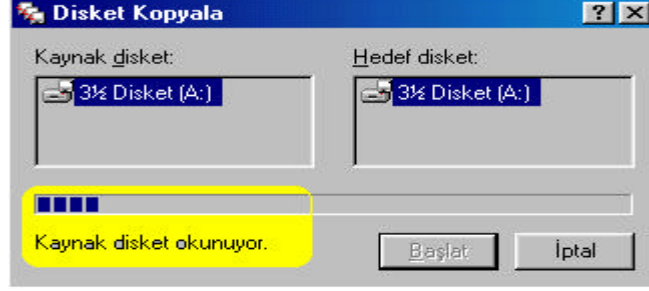 Disket Kopyala
Kaynak disket: Hedef disket:
3½ Disket (A:) 3½ Disket (A:)
Kaynak disket okunuyor.
Başlat İptal